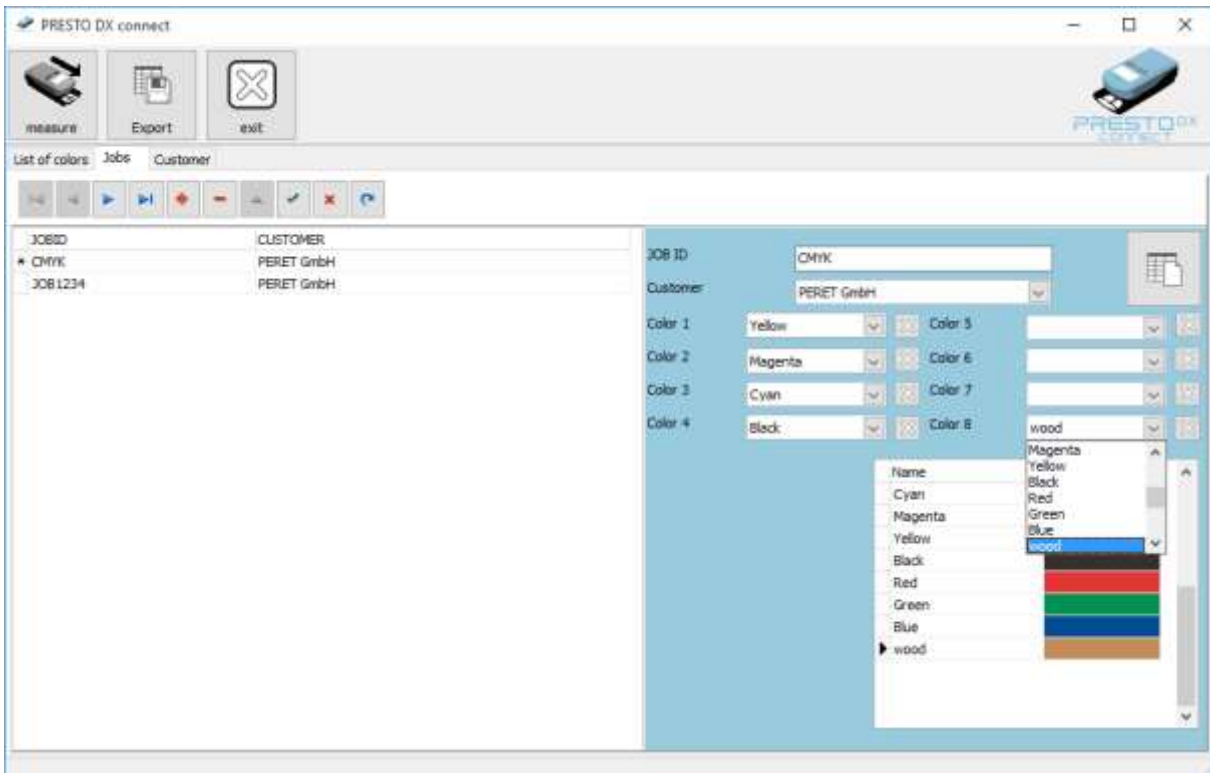 PRESTO DX connect
measure Export exit
PRESTO DX
CONNECT
List of colors Jobs Customer
JOBID CUSTOMER
CMYK PERET GmbH
JOB1234 PERET GmbH
JOB ID CMYK
Customer PERET GmbH
Color 1 Yellow Color 5
Color 2 Magenta Color 6
Color 3 Cyan Color 7
Color 4 Black Color 8 wood
Magenta
Yellow
Black
Red
Green
Blue
wood
Name
Cyan
Magenta
Yellow
Black
Red
Green
Blue
wood